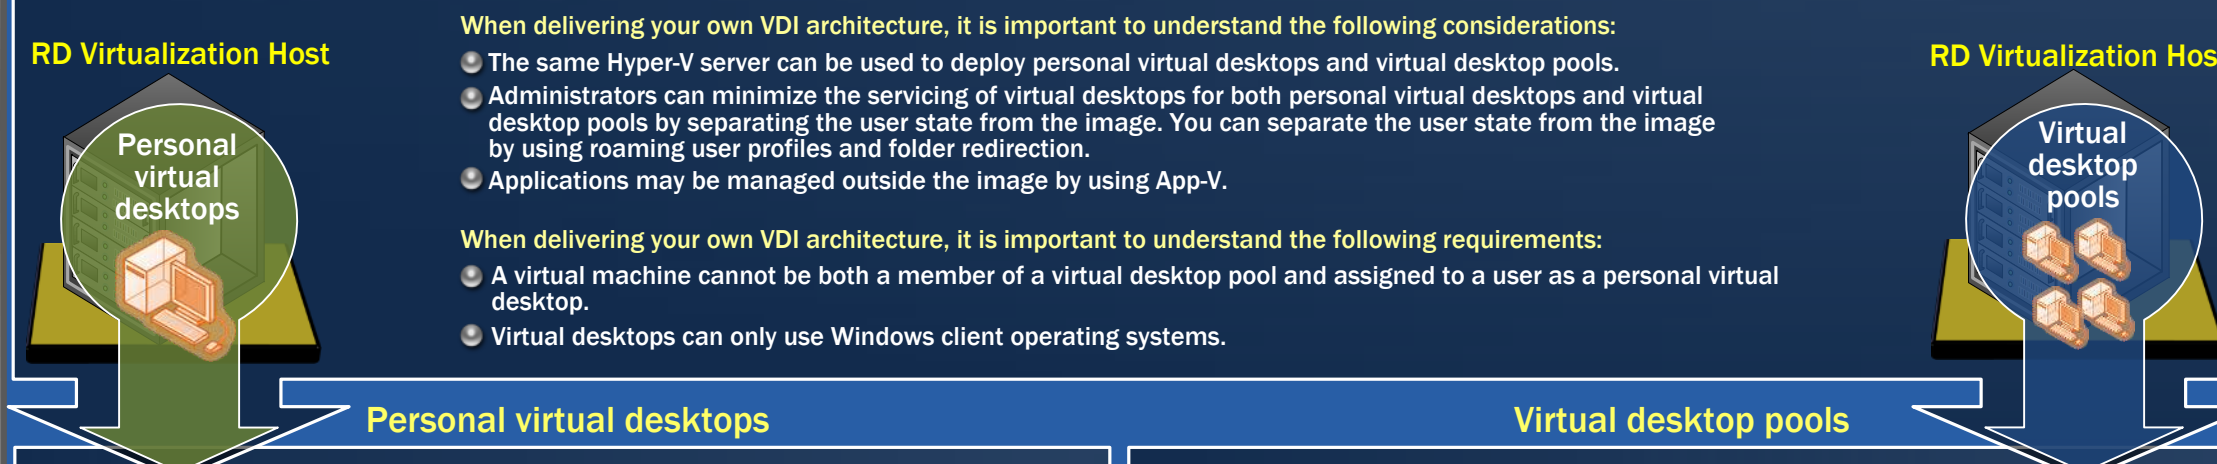 RD Virtualization Host
Personal
virtual
desktops
When delivering your own VDI architecture, it is important to understand the following considerations:
The same Hyper-V server can be used to deploy personal virtual desktops and virtual desktop pools.
Administrators can minimize the servicing of virtual desktops for both personal virtual desktops and virtual
desktop pools by separating the user state from the image. You can separate the user state from the image
by using roaming user profiles and folder redirection.
Applications may be managed outside the image by using App-V.
When delivering your own VDI architecture, it is important to understand the following requirements:
A virtual machine cannot be both a member of a virtual desktop pool and assigned to a user as a personal virtual
desktop.
Virtual desktops can only use Windows client operating systems.
RD Virtualization Hos
Virtual
desktop
pools
Personal virtual desktops
Virtual desktop pools